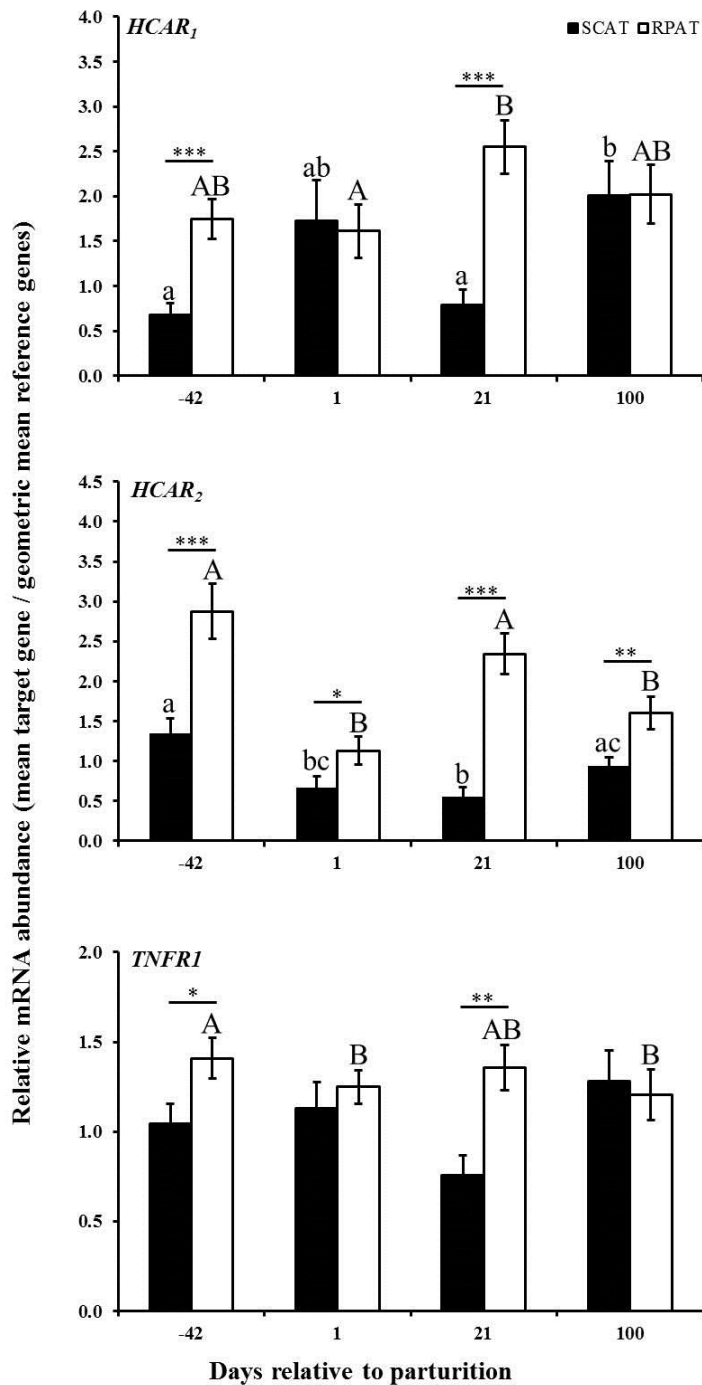 Relative mRNA abundance (mean target gene / geometric mean reference genes)
HCAR₁
■SCAT □RPAT
4.0
3.5
3.0
2.5
2.0
1.5
1.0
0.5
0.0
***
a
AB
ab
A
***
a
B
b
AB
-42 1 21 100
HCAR₂
4.5
4.0
3.5
3.0
2.5
2.0
1.5
1.0
0.5
0.0
***
a
A
*
bc
B
***
b
A
**
ac
B
-42 1 21 100
TNFR1
2.0
1.5
1.0
0.5
0.0
*
A
B
**
AB
B
-42 1 21 100
Days relative to parturition